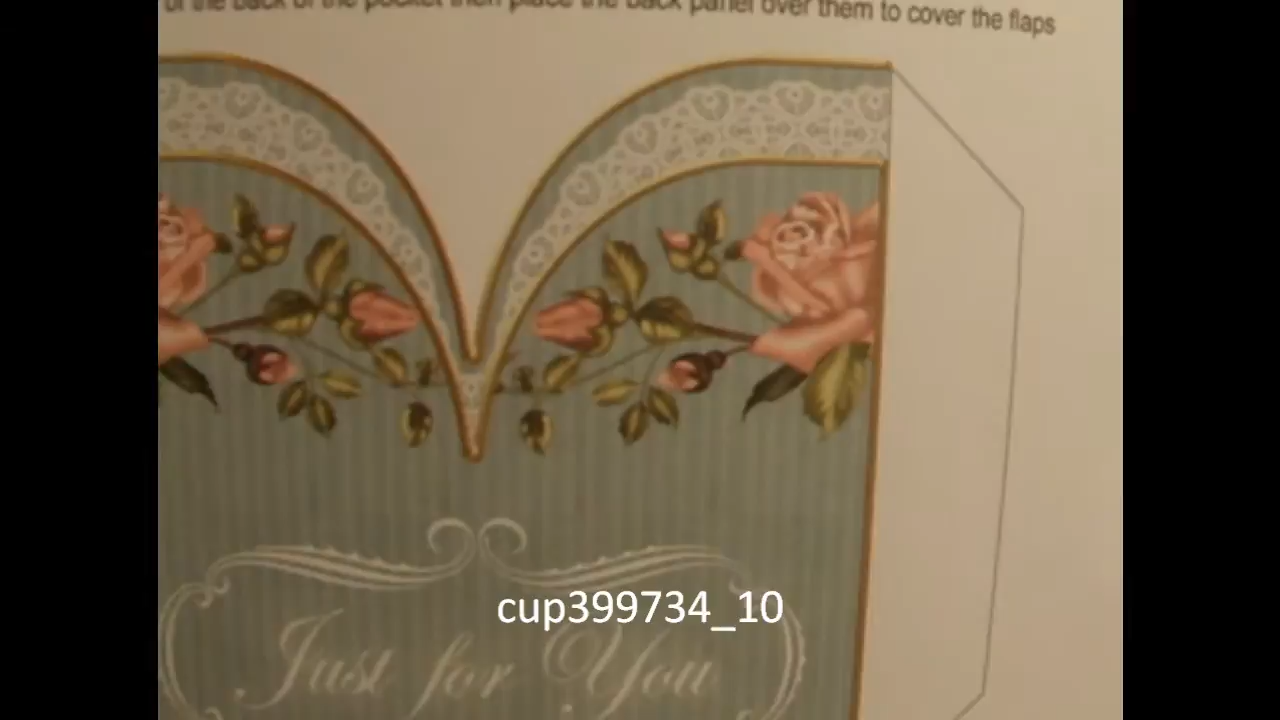 of the back of the pocket then place the back panel over them to cover the flaps
cup399734_10
Just for You